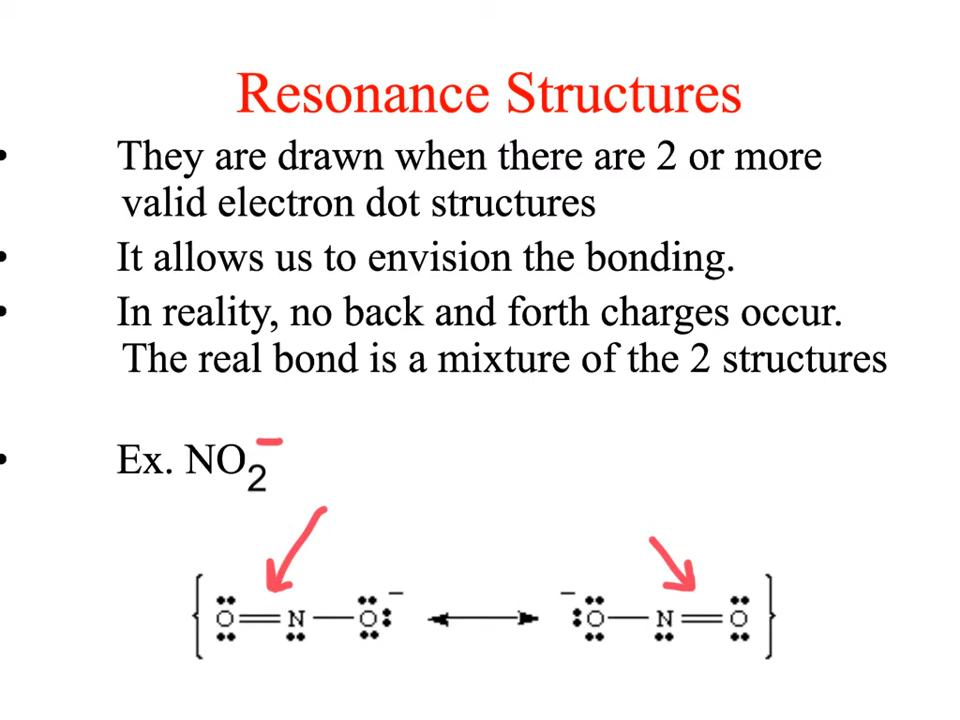 Resonance Structures
• They are drawn when there are 2 or more
valid electron dot structures
• It allows us to envision the bonding.
• In reality, no back and forth charges occur.
The real bond is a mixture of the 2 structures
• Ex. NO₂⁻
{ O=N—O⁻ ↔ ⁻O—N=O }